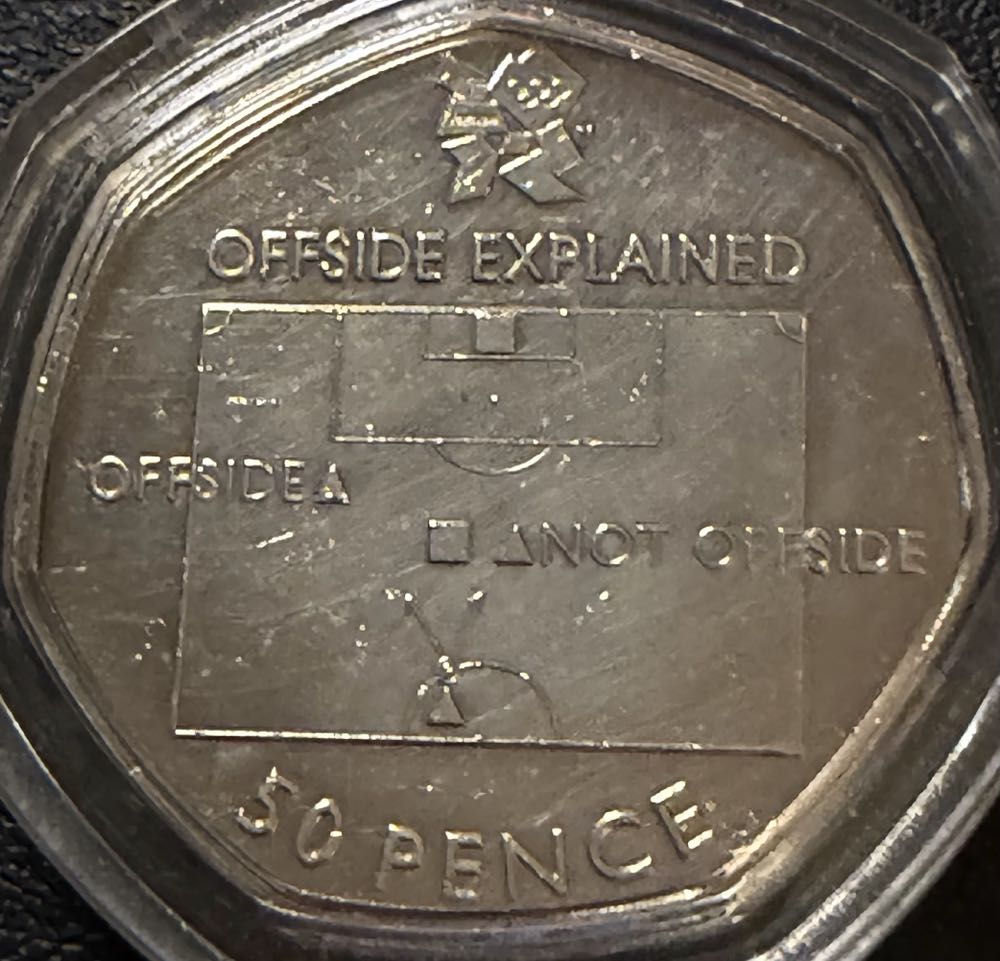 OFFSIDE EXPLAINED
OFFSIDE
NOT OFFSIDE
50 PENCE